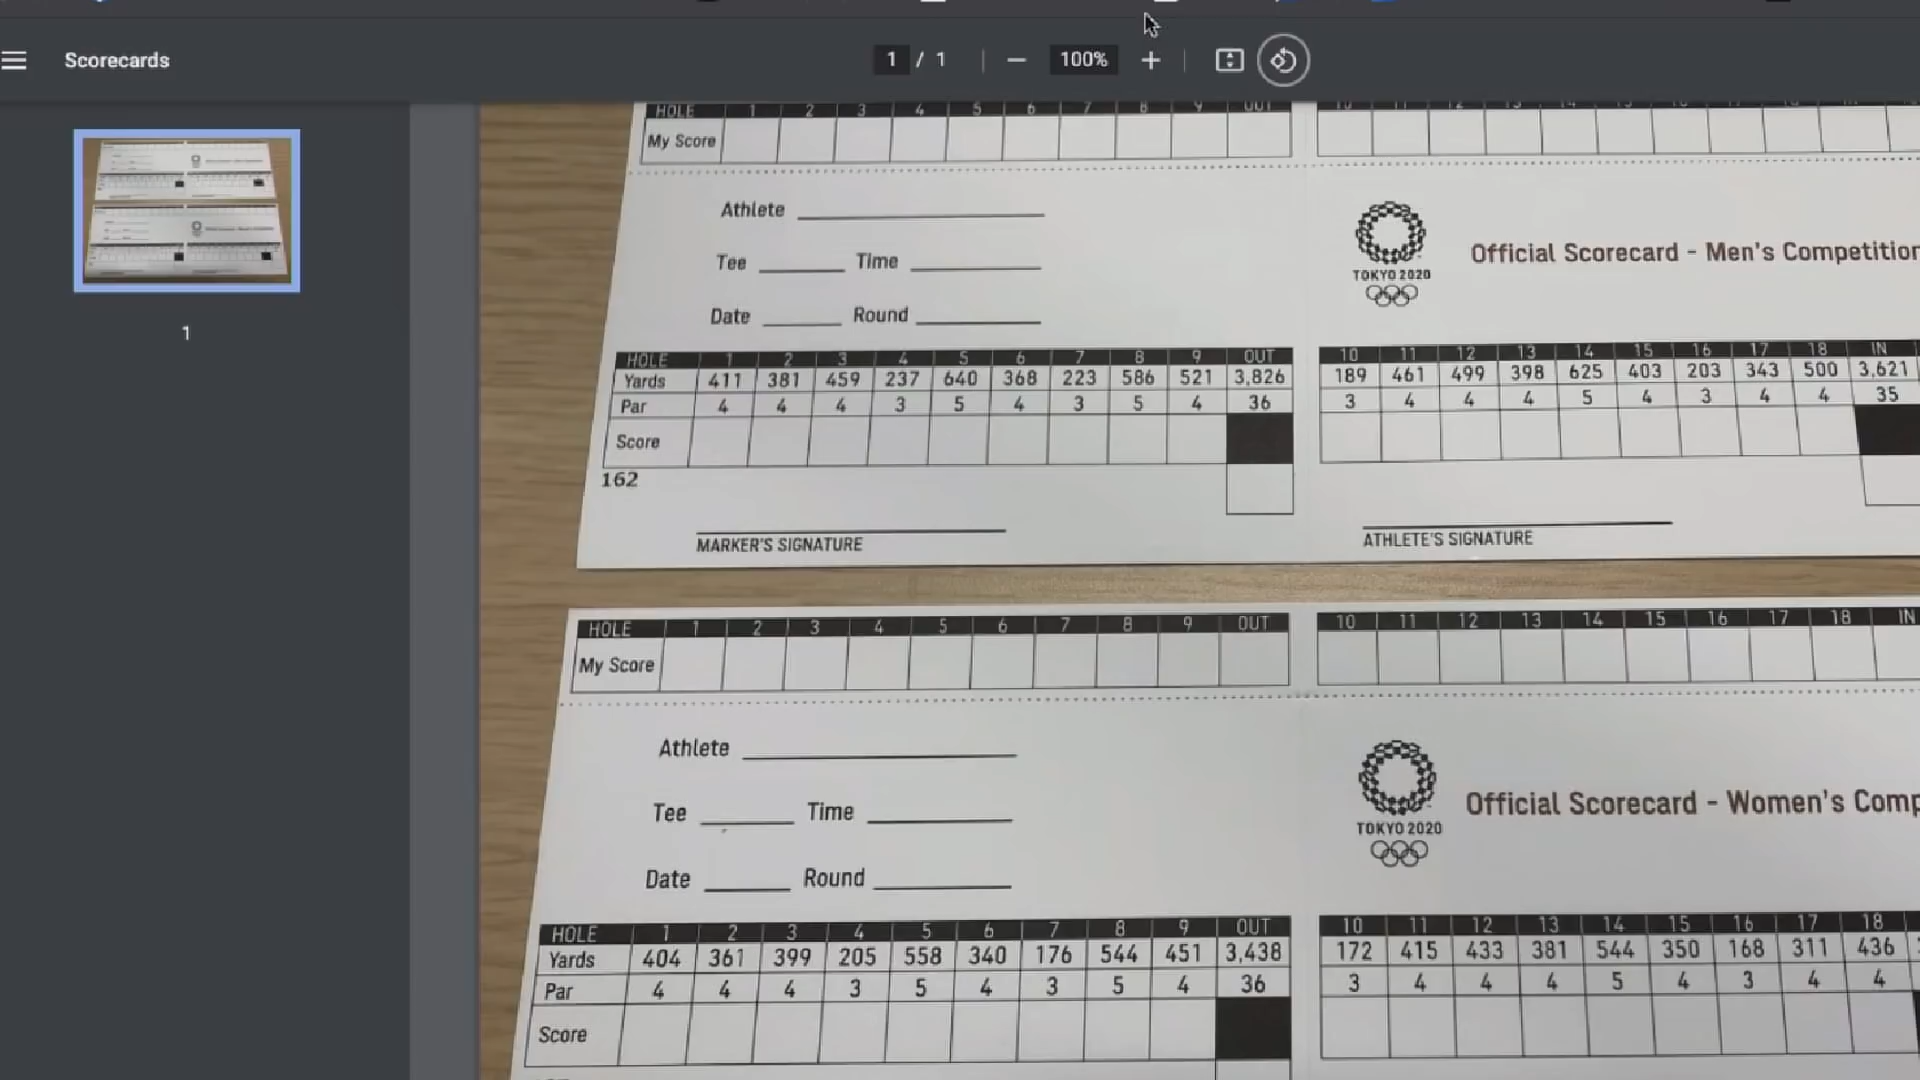 Scorecards
1 / 1
100%
1
HOLE 1 2 3 4 5 6 7 8 9 OUT 10 11 12 13 14 15 16 17 18
My Score
Athlete
Tee Time
Date Round
TOKYO 2020
Official Scorecard - Men's Competition
HOLE 1 2 3 4 5 6 7 8 9 OUT 10 11 12 13 14 15 16 17 18 IN
Yards 411 381 459 237 640 368 223 586 521 3,826 189 461 499 398 625 403 203 343 500 3,621
Par 4 4 4 3 5 4 3 5 4 36 3 4 4 4 5 4 3 4 4 35
Score
162
MARKER'S SIGNATURE
ATHLETE'S SIGNATURE
HOLE 1 2 3 4 5 6 7 8 9 OUT 10 11 12 13 14 15 16 17 18 IN
My Score
Athlete
Tee Time
Date Round
TOKYO 2020
Official Scorecard - Women's Comp
HOLE 1 2 3 4 5 6 7 8 9 OUT 10 11 12 13 14 15 16 17 18
Yards 404 361 399 205 558 340 176 544 451 3,438 172 415 433 381 544 350 168 311 436
Par 4 4 4 3 5 4 3 5 4 36 3 4 4 4 5 4 3 4 4
Score